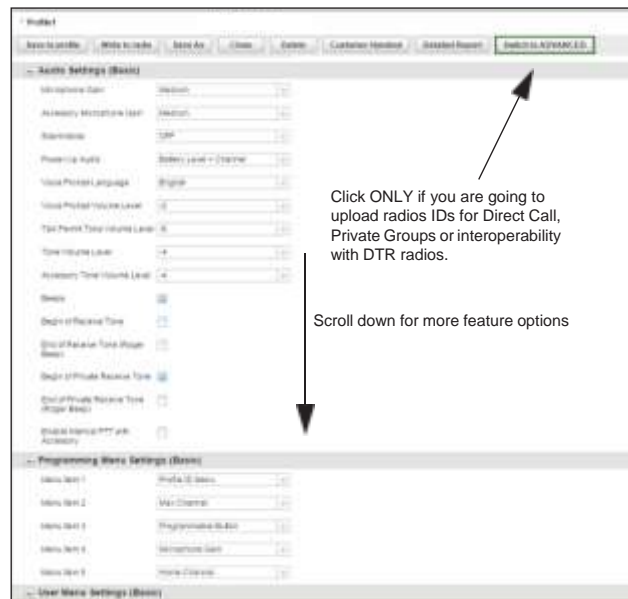 Profile1
Save to profile Write to radio Save As Close Delete Customer Handout Detailed Report Switch to ADVANCED
Audio Settings (Basic)
Microphone Gain Medium
Accessory Microphone Gain Medium
OFF
Power-Up Audio Battery Level + Channel
Voice Prompt Language English
Voice Prompt Volume Level
Talk Permit Tone Volume Level
Tone Volume Level -4
Accessory Tone Volume Level -4
Beeps
Begin of Receive Tone
End of Receive Tone (Roger Beep)
Begin of Private Receive Tone
End of Private Receive Tone (Roger Beep)
Enable Internal PTT with Accessory
Click ONLY if you are going to
upload radios IDs for Direct Call,
Private Groups or interoperability
with DTR radios.
Scroll down for more feature options
Programming Menu Settings (Basic)
Menu Item 1 Profile ID Menu
Menu Item 2 Max Channel
Menu Item 3 Programmable Button
Menu Item 4 Microphone Gain
Menu Item 5 Home Channel
User Menu Settings (Basic)